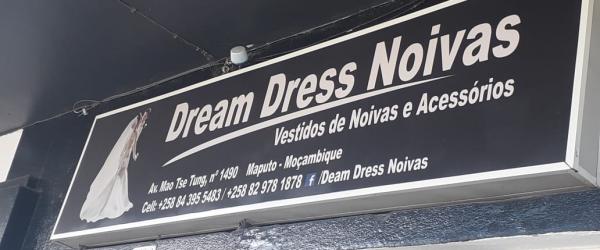 Dream Dress Noivas
Vestidos de Noivas e Acessórios
Av. Mao Tse Tung, n° 1490 Maputo - Moçambique
Cell: +258 84 395 5483 / +258 82 978 1878 f /Deam Dress Noivas